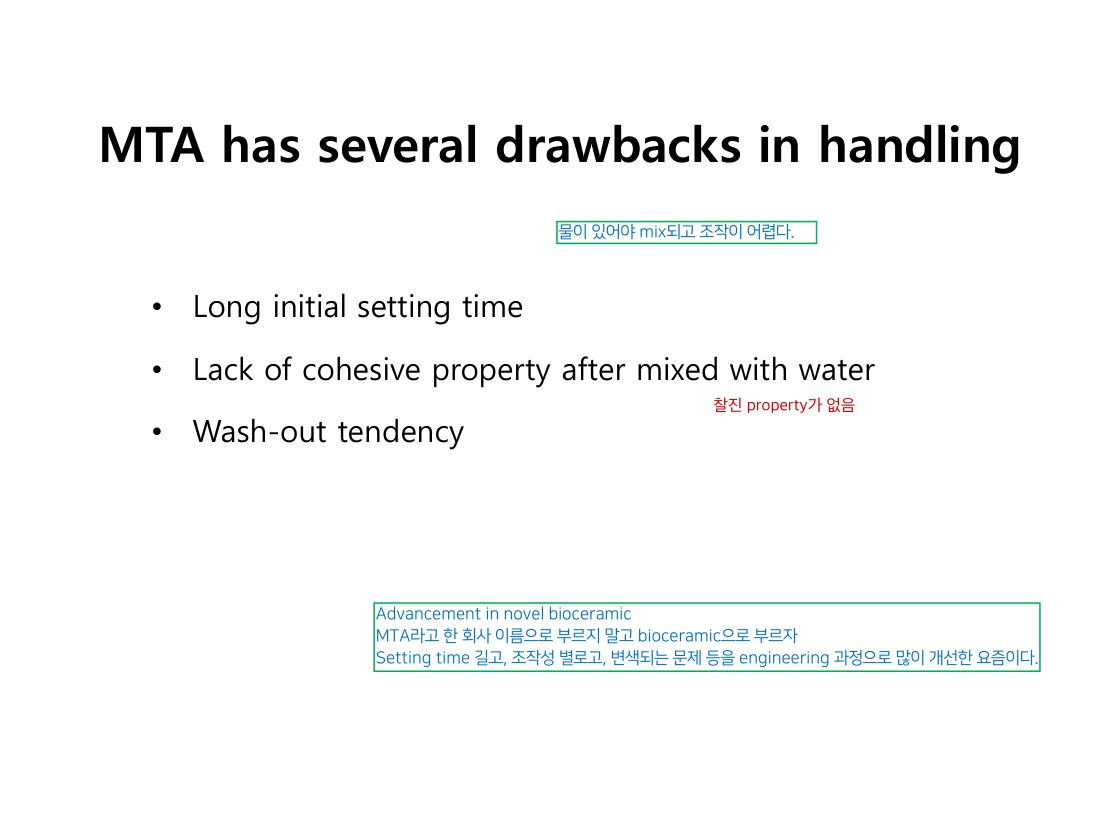 MTA has several drawbacks in handling
물이 있어야 mix되고 조작이 어렵다.
• Long initial setting time
• Lack of cohesive property after mixed with water
찰진 property가 없음
• Wash-out tendency
Advancement in novel bioceramic
MTA라고 한 회사 이름으로 부르지 말고 bioceramic으로 부르자
Setting time 길고, 조작성 별로고, 변색되는 문제 등을 engineering 과정으로 많이 개선한 요즘이다.